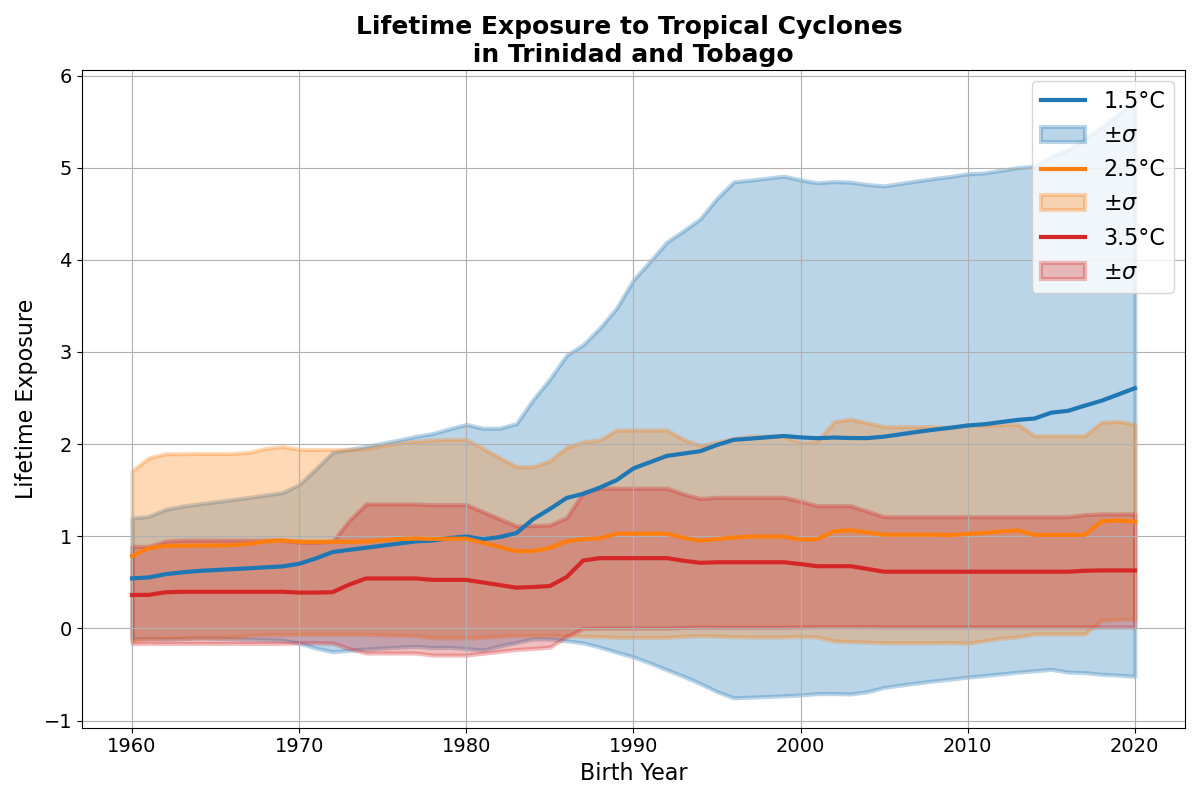 Lifetime Exposure to Tropical Cyclones
in Trinidad and Tobago
Lifetime Exposure
6
5
4
3
2
1
0
−1
1960
1970
1980
1990
2000
2010
2020
Birth Year
1.5°C
±σ
2.5°C
±σ
3.5°C
±σ